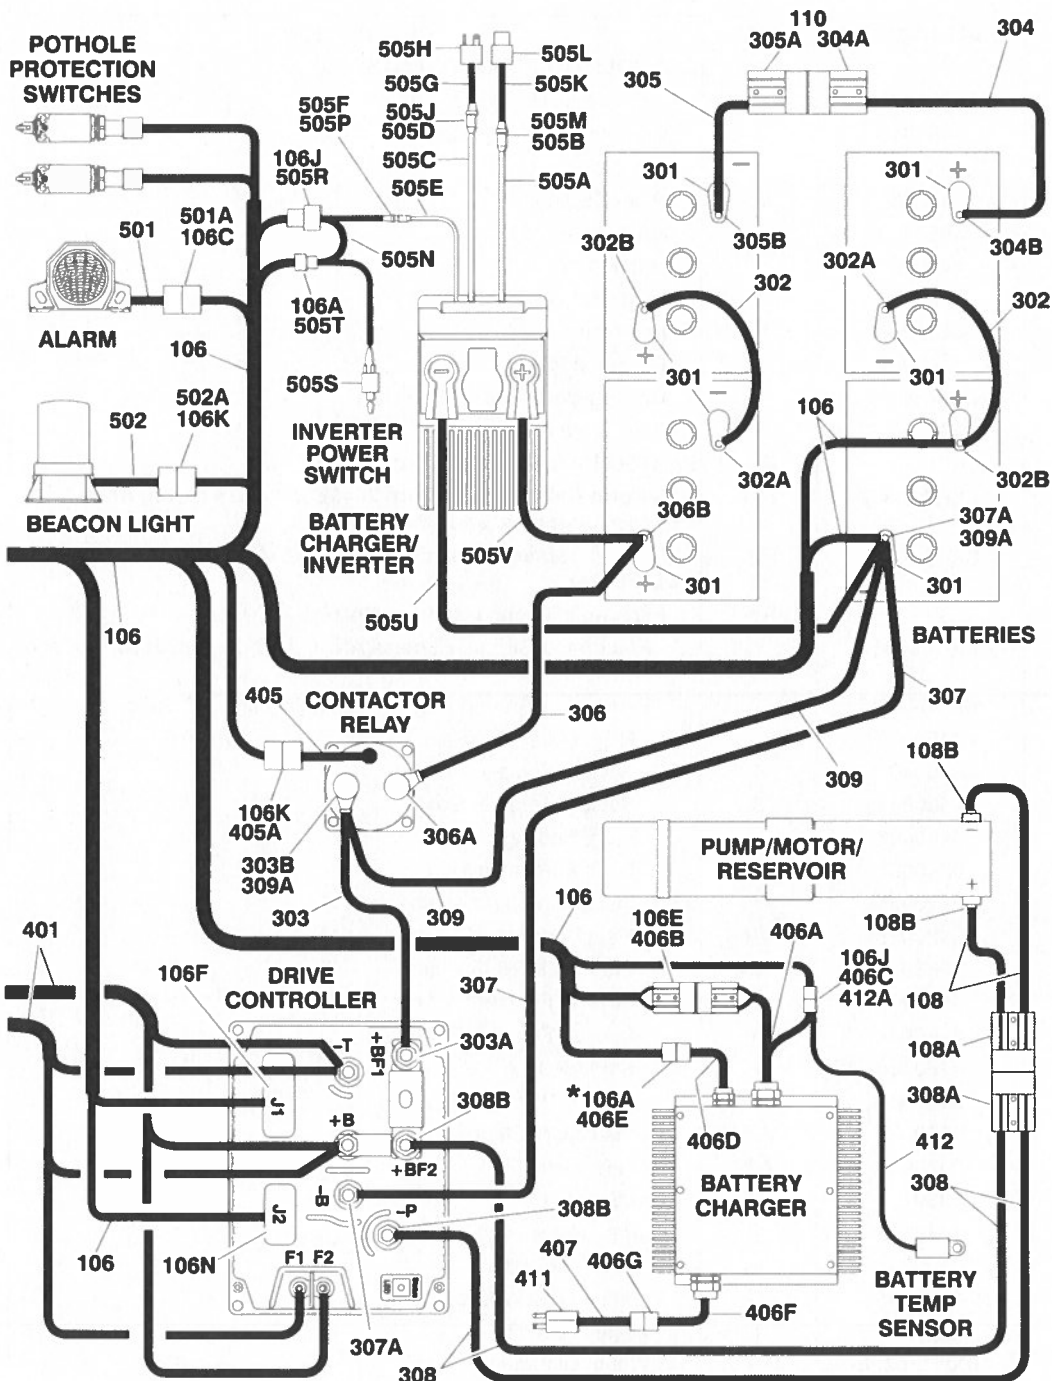 POTHOLE
PROTECTION
SWITCHES
505H
505L
505G
505K
505F
505P
505J
505D
505M
505B
505C
505A
505E
106J
505R
501
501A
106C
505N
106A
505T
ALARM
106
505S
502
502A
106K
BEACON LIGHT
INVERTER
POWER
SWITCH
BATTERY
CHARGER/
INVERTER
505V
505U
110
305A
304A
304
305
301
305B
301
304B
302B
302
302A
302
301
301
106
302A
302B
306B
301
307A
309A
301
BATTERIES
106
405
CONTACTOR
RELAY
306
307
309
108B
106K
405A
306A
303B
309A
303
309
PUMP/MOTOR/
RESERVOIR
108B
108
106
106E
406B
406A
106J
406C
412A
401
106F
DRIVE
CONTROLLER
307
303A
-T
+BF1
J1
+B
+BF2
308B
-B
-P
308B
J2
F1 F2
106
106N
307A
308
*106A
406E
406D
BATTERY
CHARGER
108A
308A
412
308
411
407
406G
406F
BATTERY
TEMP
SENSOR